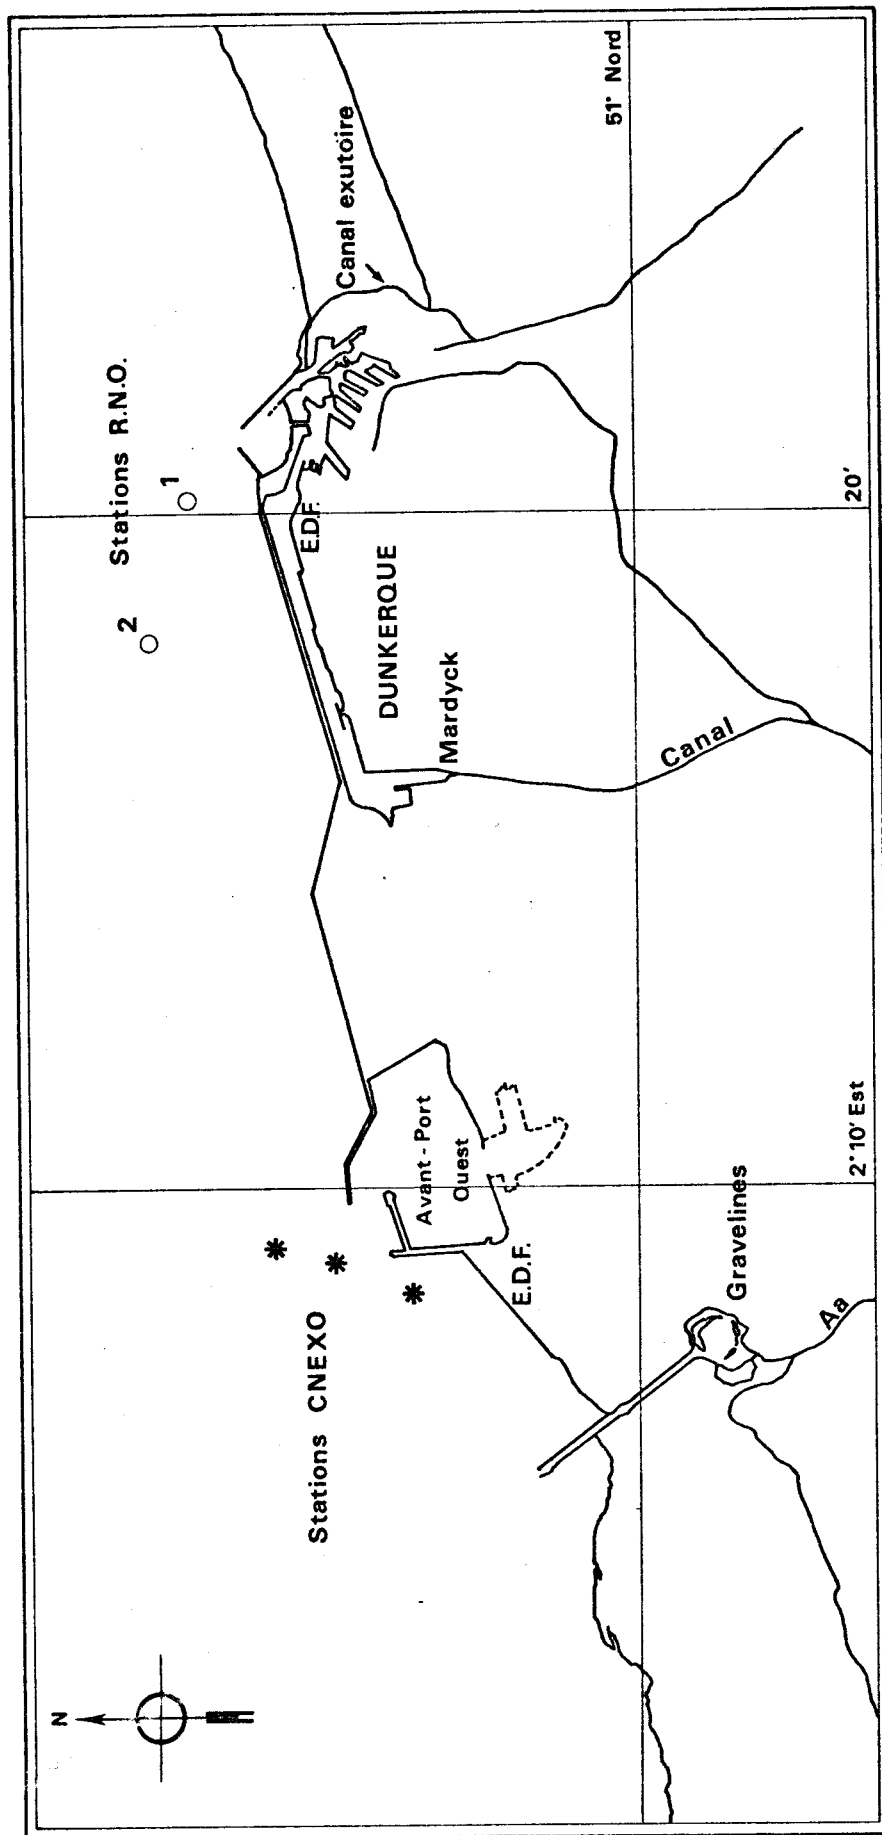 N
Stations R.N.O.
1
2
Canal exutoire
51° Nord
E.D.F.
20'
DUNKERQUE
Mardyck
Canal
Avant-Port
Ouest
2°10' Est
Stations CNEXO
E.D.F.
Gravelines
Aa